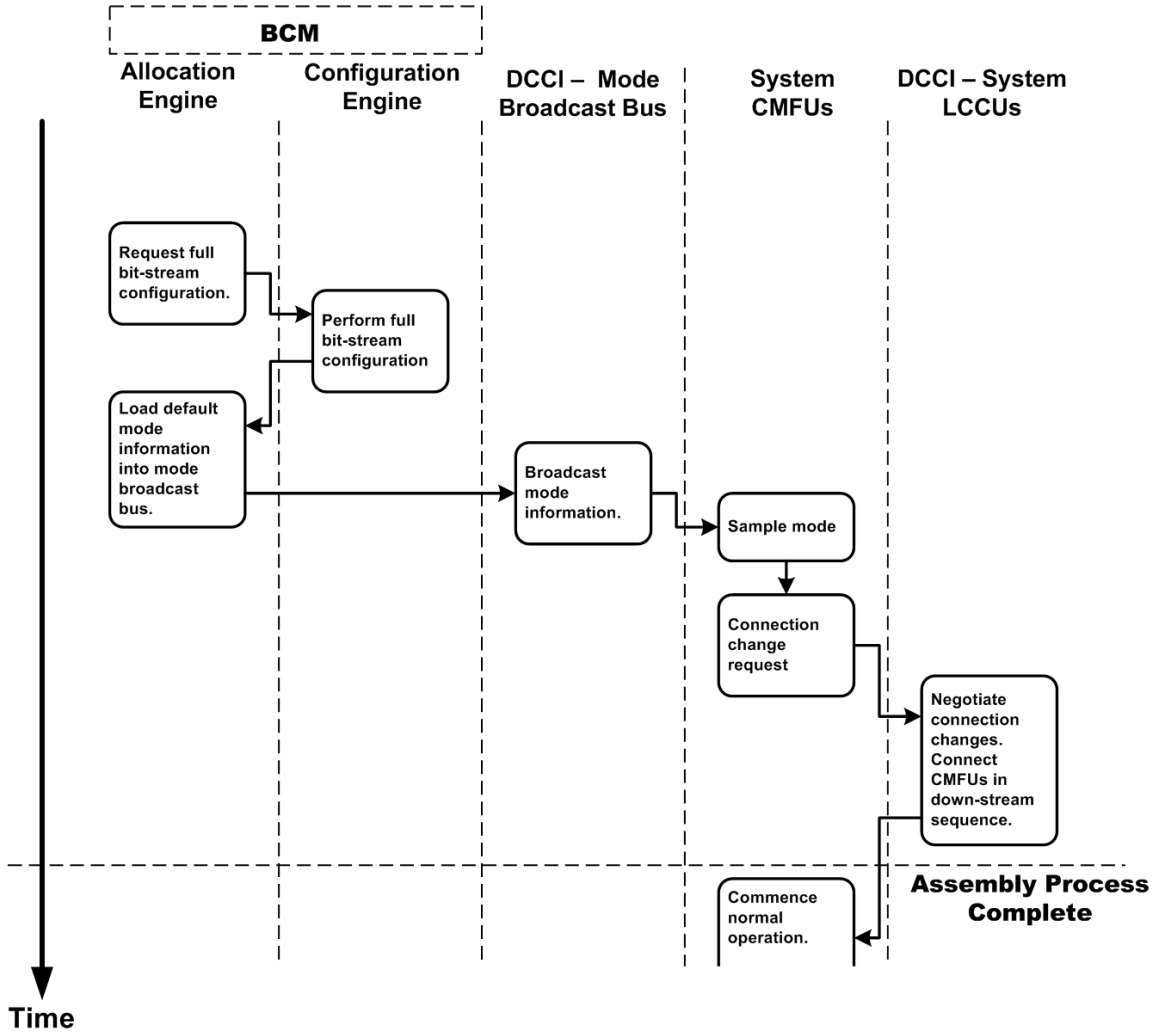 BCM
Allocation
Engine
Configuration
Engine
DCCI – Mode
Broadcast Bus
System
CMFUs
DCCI – System
LCCUs
Request full
bit-stream
configuration.
Perform full
bit-stream
configuration
Load default
mode
information
into mode
broadcast
bus.
Broadcast
mode
information.
Sample mode
Connection
change
request
Negotiate
connection
changes.
Connect
CMFUs in
down-stream
sequence.
Assembly Process
Complete
Commence
normal
operation.
Time